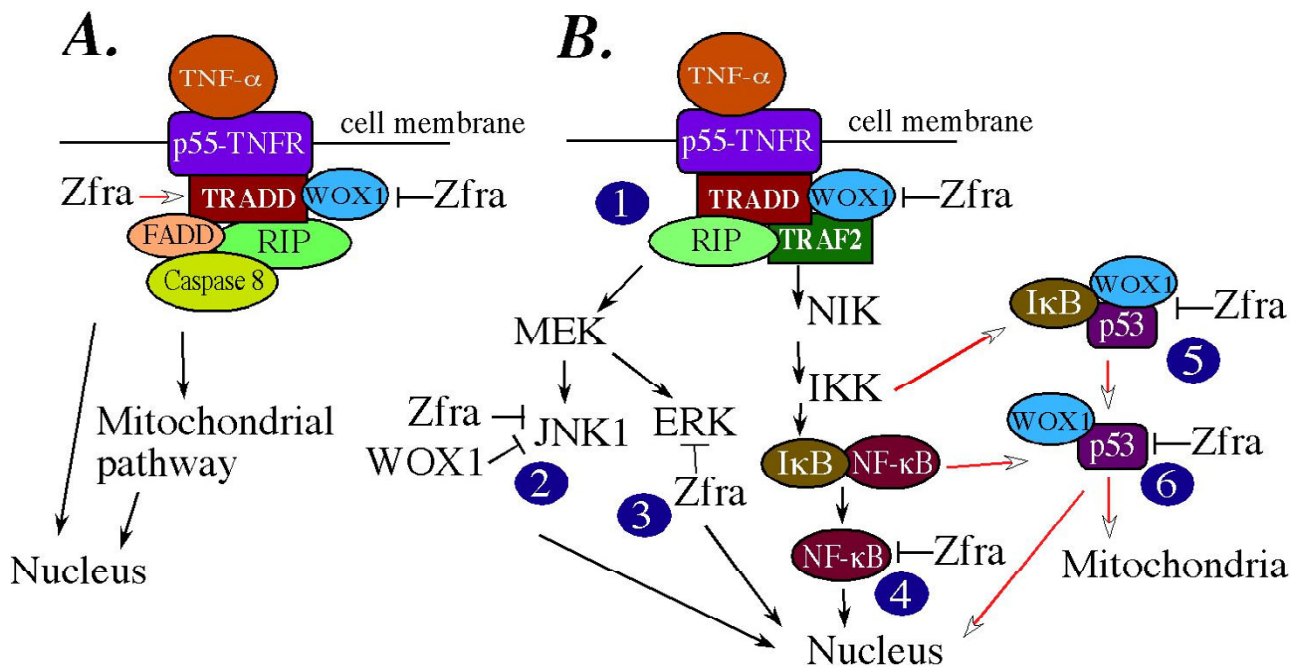 A.
TNF-α
p55-TNFR
cell membrane
Zfra
TRADD
WOX1
Zfra
FADD
RIP
Caspase 8
Mitochondrial
pathway
Nucleus
B.
TNF-α
p55-TNFR
cell membrane
1
TRADD
WOX1
Zfra
RIP
TRAF2
MEK
NIK
IKK
Zfra
WOX1
JNK1
ERK
2
3
Zfra
IκB
NF-κB
NF-κB
Zfra
4
Nucleus
IκB
WOX1
p53
Zfra
5
WOX1
p53
Zfra
6
Mitochondria